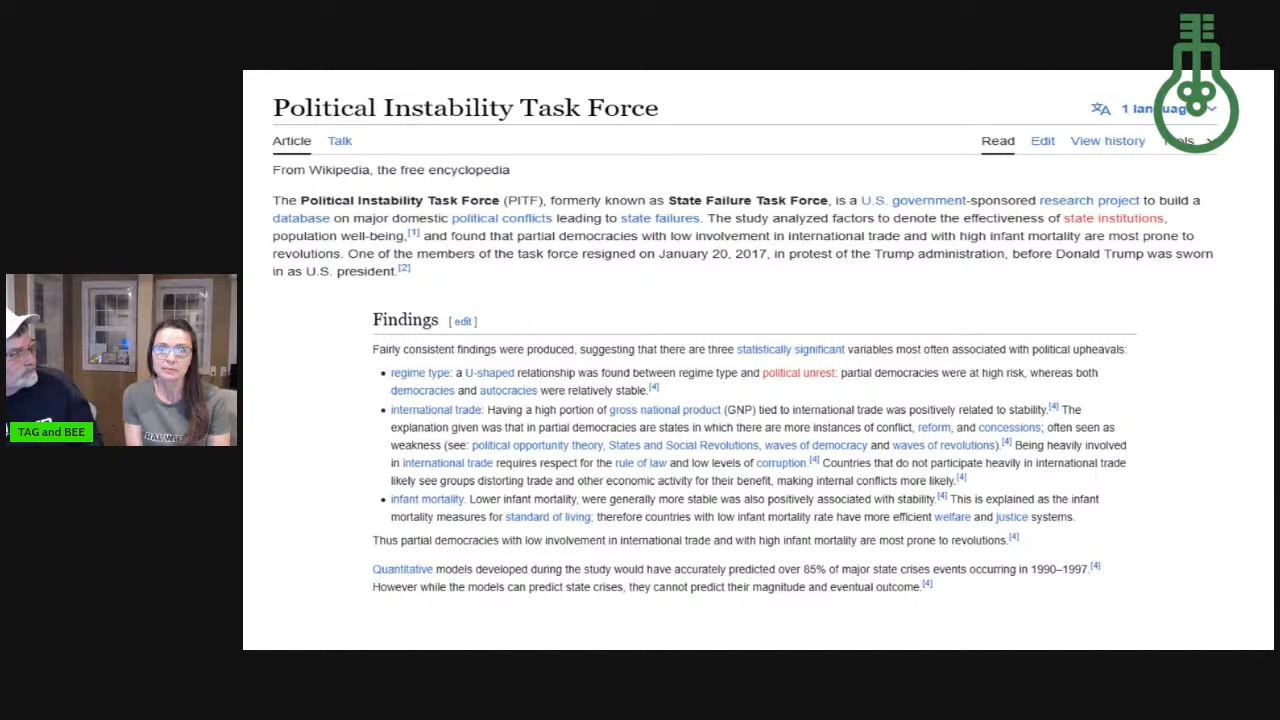 Political Instability Task Force
1 languag
Article Talk Read Edit View history Tools
From Wikipedia, the free encyclopedia
The Political Instability Task Force (PITF), formerly known as State Failure Task Force, is a U.S. government-sponsored research project to build a
database on major domestic political conflicts leading to state failures. The study analyzed factors to denote the effectiveness of state institutions,
population well-being,[1] and found that partial democracies with low involvement in international trade and with high infant mortality are most prone to
revolutions. One of the members of the task force resigned on January 20, 2017, in protest of the Trump administration, before Donald Trump was sworn
in as U.S. president.[2]
Findings [ edit ]
Fairly consistent findings were produced, suggesting that there are three statistically significant variables most often associated with political upheavals:
• regime type: a U-shaped relationship was found between regime type and political unrest: partial democracies were at high risk, whereas both
democracies and autocracies were relatively stable.[4]
• international trade: Having a high portion of gross national product (GNP) tied to international trade was positively related to stability.[4] The
explanation given was that in partial democracies are states in which there are more instances of conflict, reform, and concessions; often seen as
weakness (see: political opportunity theory, States and Social Revolutions, waves of democracy and waves of revolutions).[4] Being heavily involved
in international trade requires respect for the rule of law and low levels of corruption.[4] Countries that do not participate heavily in international trade
likely see groups distorting trade and other economic activity for their benefit, making internal conflicts more likely.[4]
• infant mortality. Lower infant mortality, were generally more stable was also positively associated with stability.[4] This is explained as the infant
mortality measures for standard of living; therefore countries with low infant mortality rate have more efficient welfare and justice systems.
Thus partial democracies with low involvement in international trade and with high infant mortality are most prone to revolutions.[4]
Quantitative models developed during the study would have accurately predicted over 85% of major state crises events occurring in 1990–1997.[4]
However while the models can predict state crises, they cannot predict their magnitude and eventual outcome.[4]
TAG and BEE